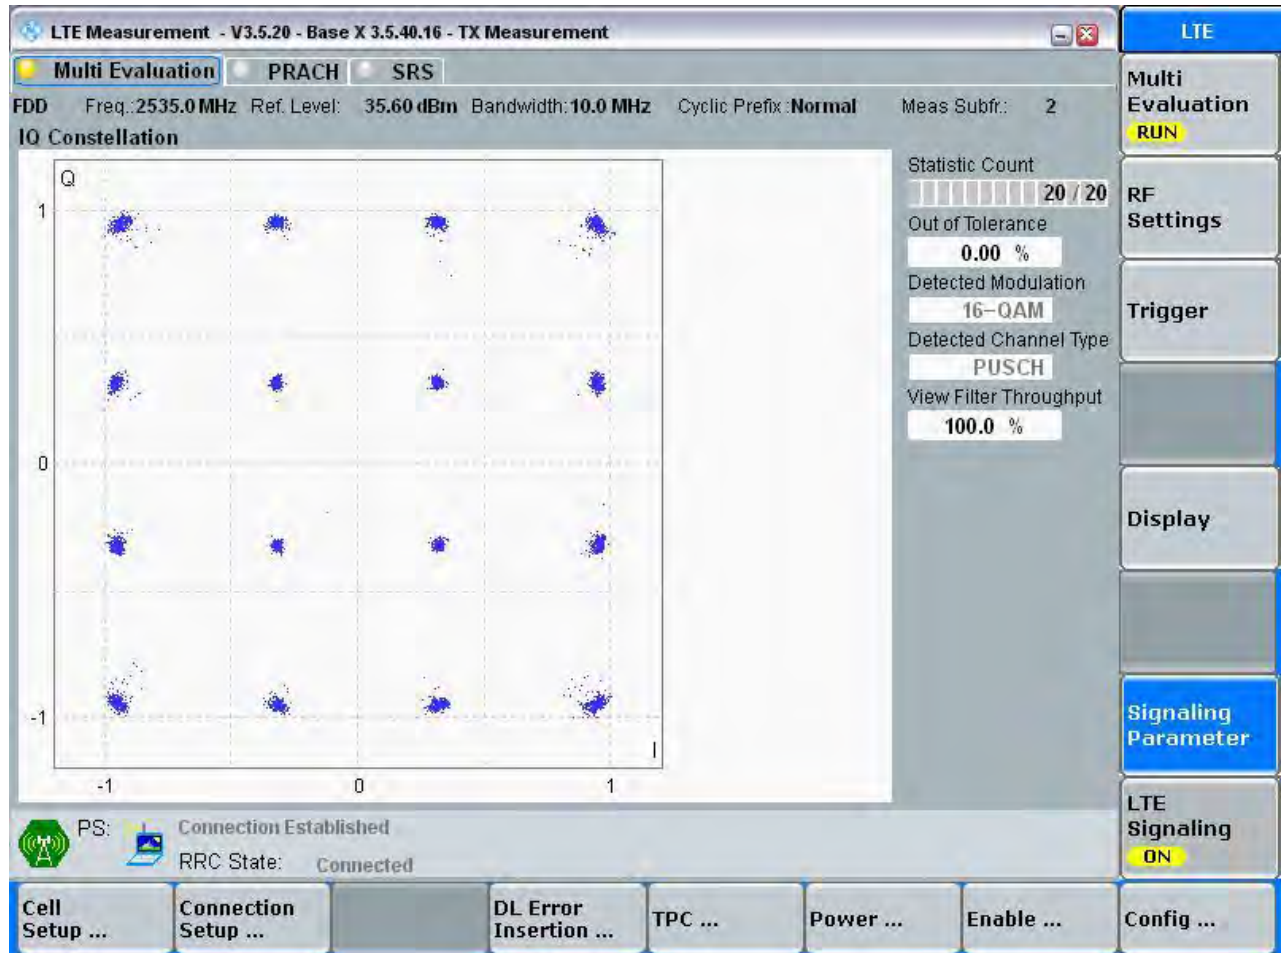 LTE Measurement - V3.5.20 - Base X 3.5.40.16 - TX Measurement
LTE
Multi Evaluation PRACH SRS
FDD Freq.:2535.0 MHz Ref. Level: 35.60 dBm Bandwidth:10.0 MHz Cyclic Prefix :Normal Meas Subfr.: 2
IQ Constellation
Q
1
0
-1
I
-1 0 1
Statistic Count
20 / 20
Out of Tolerance
0.00 %
Detected Modulation
16-QAM
Detected Channel Type
PUSCH
View Filter Throughput
100.0 %
Multi
Evaluation
RUN
RF
Settings
Trigger
Display
Signaling
Parameter
LTE
Signaling
ON
PS: Connection Established
RRC State: Connected
Cell
Setup ...
Connection
Setup ...
DL Error
Insertion ...
TPC ...
Power ...
Enable ...
Config ...